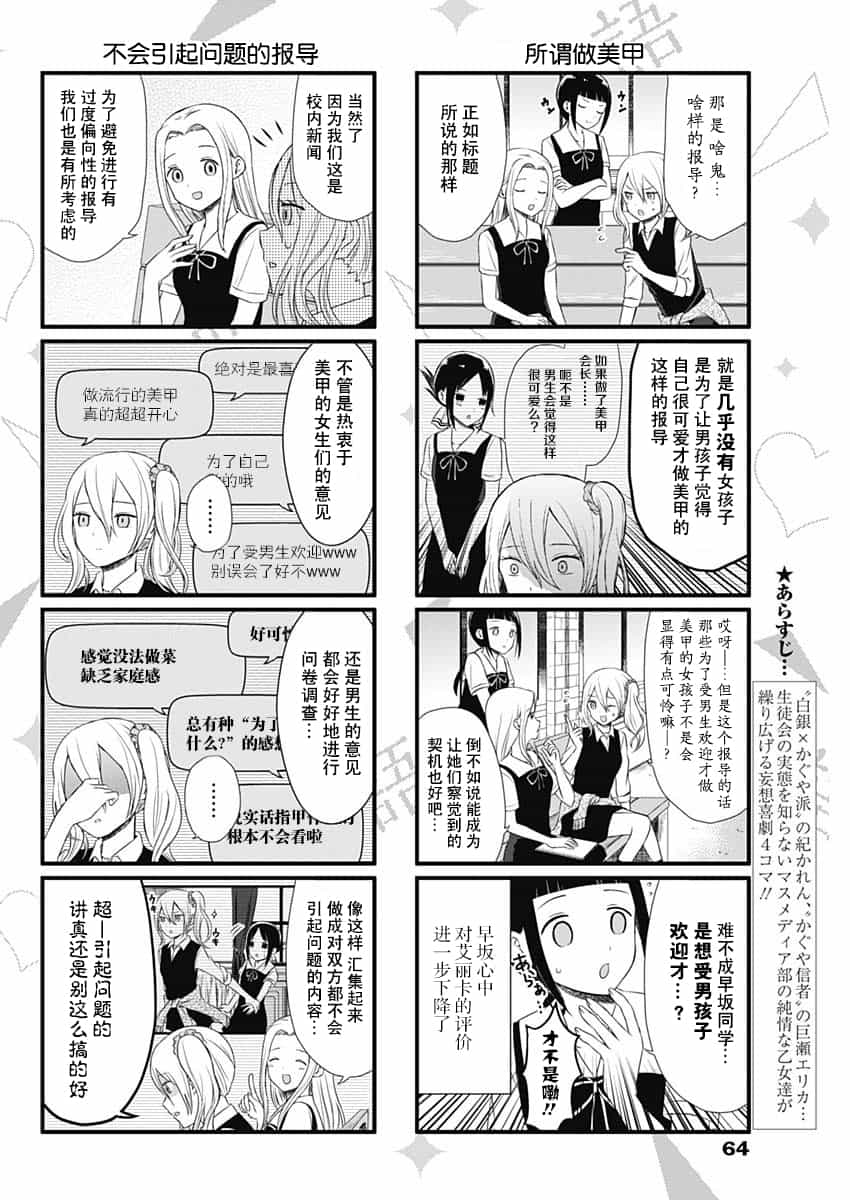 所谓做美甲
那是啥鬼…
啥样的报导?
正如标题
所说的那样
就是几乎没有女孩子
是为了让男孩子觉得
自己很可爱才做美甲的
这样的报导
如果做了美甲
会长……
呃不是
男生会觉得这样
很可爱么?
哎呀——…但是这个报导的话
那些为了受男生欢迎才做
美甲的女孩子不是会
显得有点可怜嘛——?
倒不如说能成为
让她们察觉到的
契机也好吧…
难不成早坂同学…
是想受男孩子
欢迎才…?
あらぁ~
才不是嘞!!
早坂心中
对艾丽卡的评价
进一步下降了
不会引起问题的报导
当然了
因为我们这是
校内新闻
为了避免进行有
过度偏向性的报导
我们也是有所考虑
的
不管是热衷于
美甲的女生们的意见
绝对是最喜
做流行的美甲
真的超超开心
为了自己
的哦
……
为了受男生欢迎www
别误会了好不www
还是男生的意见
都会好好地进行
问卷调查…
好可怕
感觉没法做菜
缺乏家庭感
总有种“为了
什么?”的感想
实话指甲
根本不会看啦
……
像这样 汇集起来
做成对双方都不会
引起问题的内容…
超—引起问题的
讲真还是别这么搞的好
★あらすじ…
“白銀×かぐや派”の紀かれん、“かぐや信者”の巨瀬エリカ…
生徒会の実態を知らないマスメディア部の純情な乙女達が
繰り広げる妄想喜劇4コマ!!
64